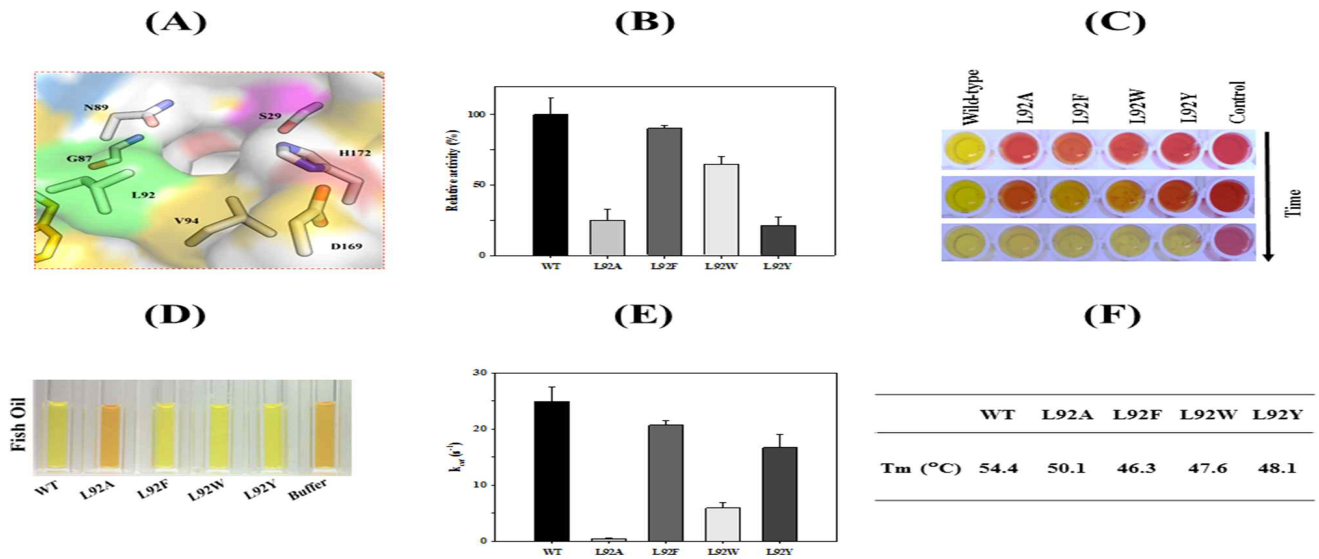 (A)
N89
S29
G87
H172
L92
V94
D169
(B)
Relative activity (%)
100
50
0
WT L92A L92F L92W L92Y
(C)
Wild-type L92A L92F L92W L92Y Control
Time
(D)
Fish Oil
WT L92A L92F L92W L92Y Buffer
(E)
kcat (s-1)
30
20
10
0
WT L92A L92F L92W L92Y
(F)
WT L92A L92F L92W L92Y
Tm (°C) 54.4 50.1 46.3 47.6 48.1